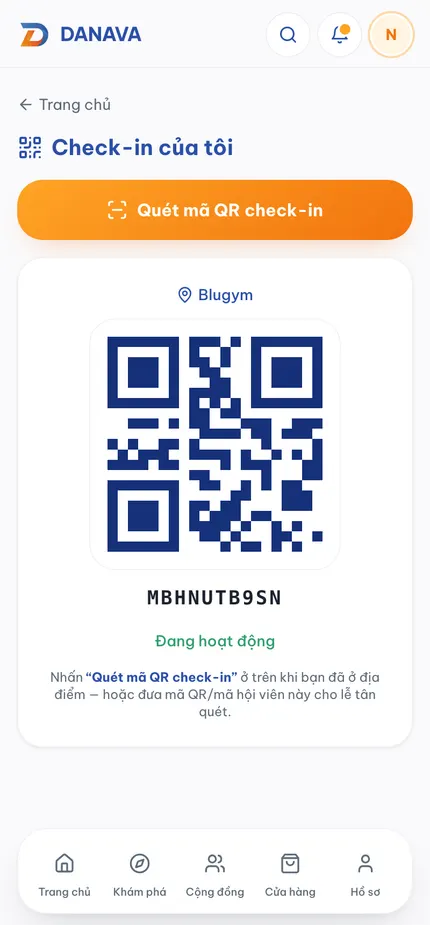 DANAVA
N
Trang chủ
Check-in của tôi
Quét mã QR check-in
Blugym
MBHNUTB9SN
Đang hoạt động
Nhấn “Quét mã QR check-in” ở trên khi bạn đã ở địa
điểm — hoặc đưa mã QR/mã hội viên này cho lễ tân
quét.
Trang chủ
Khám phá
Cộng đồng
Cửa hàng
Hồ sơ